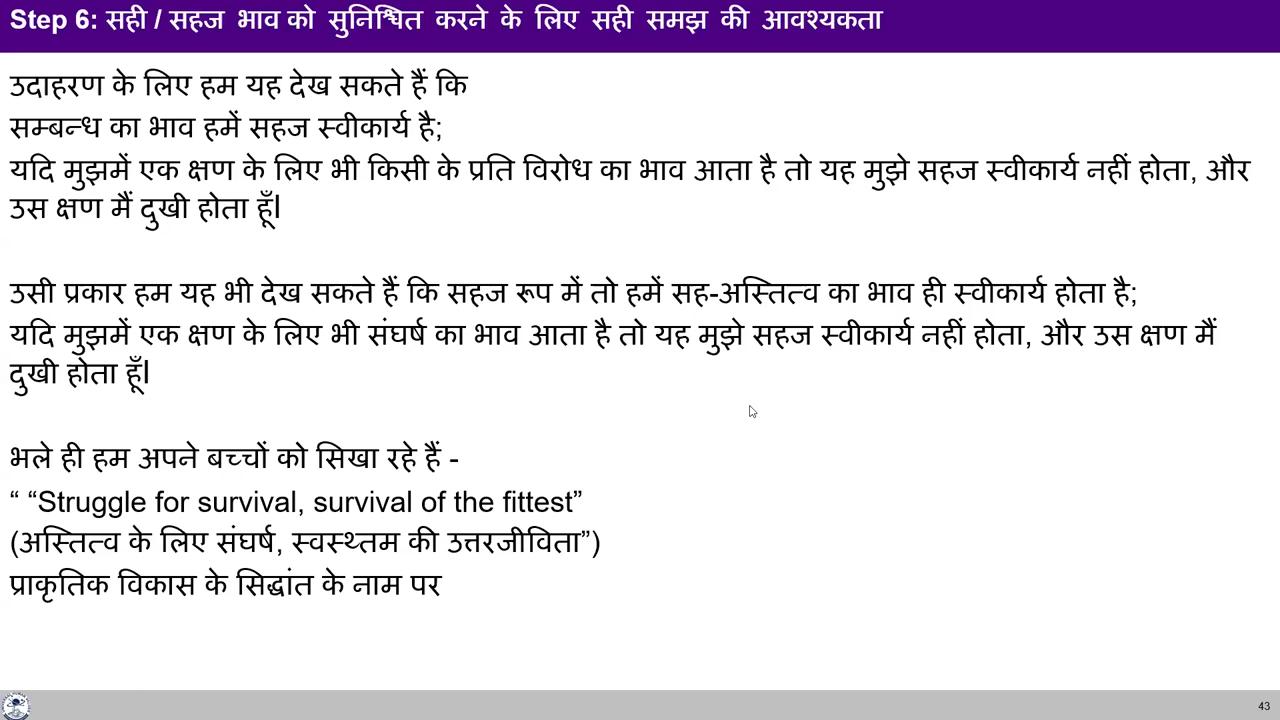 Step 6: सही / सहज भाव को सुनिश्चित करने के लिए सही समझ की आवश्यकता
उदाहरण के लिए हम यह देख सकते हैं कि
सम्बन्ध का भाव हमें सहज स्वीकार्य है;
यदि मुझमें एक क्षण के लिए भी किसी के प्रति विरोध का भाव आता है तो यह मुझे सहज स्वीकार्य नहीं होता, और
उस क्षण मैं दुखी होता हूँ।
उसी प्रकार हम यह भी देख सकते हैं कि सहज रूप में तो हमें सह-अस्तित्व का भाव ही स्वीकार्य होता है;
यदि मुझमें एक क्षण के लिए भी संघर्ष का भाव आता है तो यह मुझे सहज स्वीकार्य नहीं होता, और उस क्षण मैं
दुखी होता हूँ।
भले ही हम अपने बच्चों को सिखा रहे हैं -
“ “Struggle for survival, survival of the fittest”
(अस्तित्व के लिए संघर्ष, स्वस्थ्तम की उत्तरजीविता”)
प्राकृतिक विकास के सिद्धांत के नाम पर
43